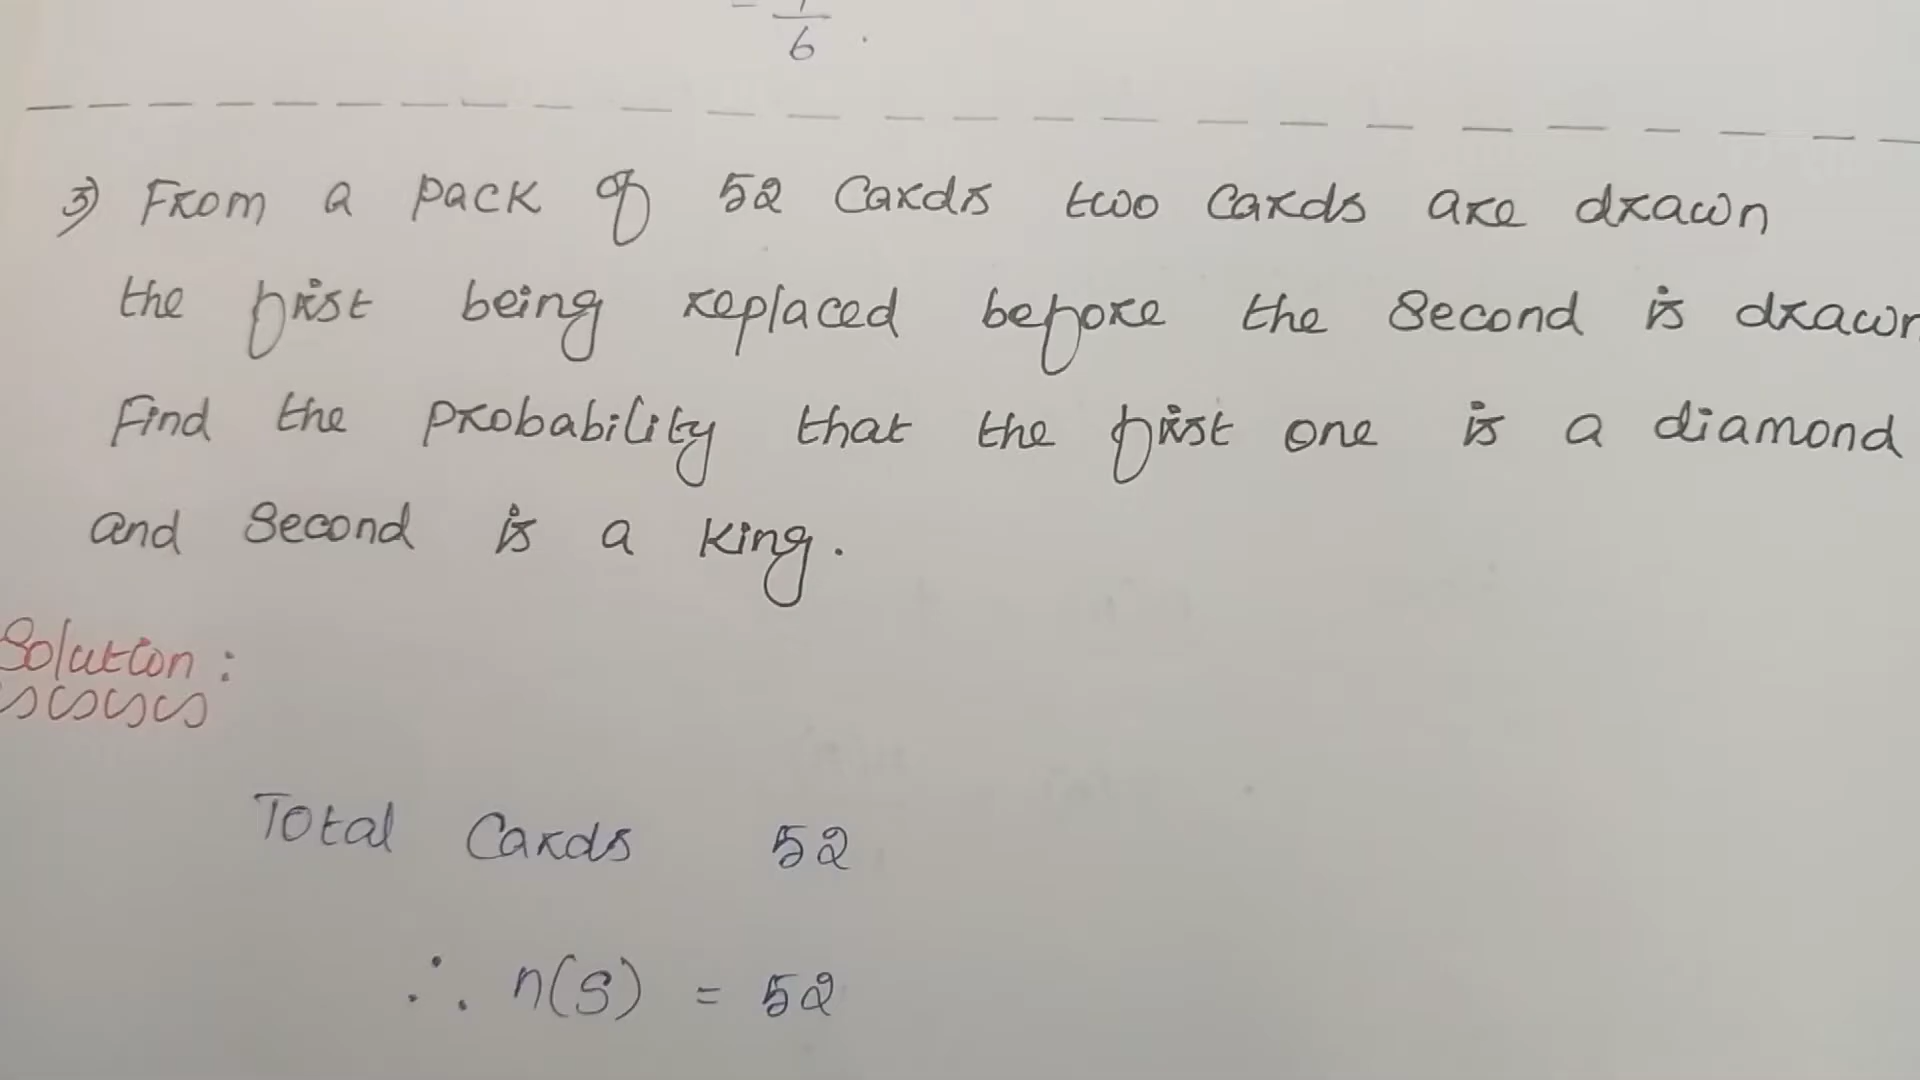 6 .
3) From a pack of 52 Cards two cards are drawn
the first being replaced before the Second is drawn
Find the probability that the first one is a diamond
and Second is a king.
Solution :
Total Cards 52
∴ n(S) = 52